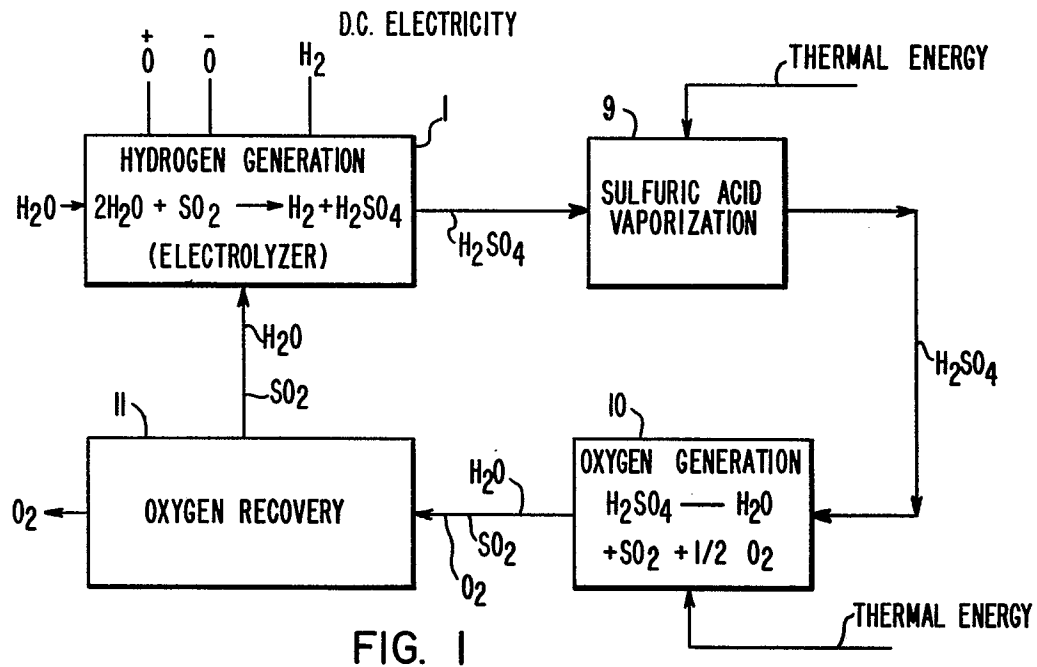 D.C. ELECTRICITY
+ -
O O H2
THERMAL ENERGY
1
9
HYDROGEN GENERATION
H2O 2H2O + SO2 → H2 + H2SO4
(ELECTROLYZER)
SULFURIC ACID
VAPORIZATION
H2SO4
H2O
SO2
H2SO4
11
10
OXYGEN RECOVERY
O2
H2O
SO2
O2
OXYGEN GENERATION
H2SO4 — H2O
+SO2 +1/2 O2
THERMAL ENERGY
FIG. 1